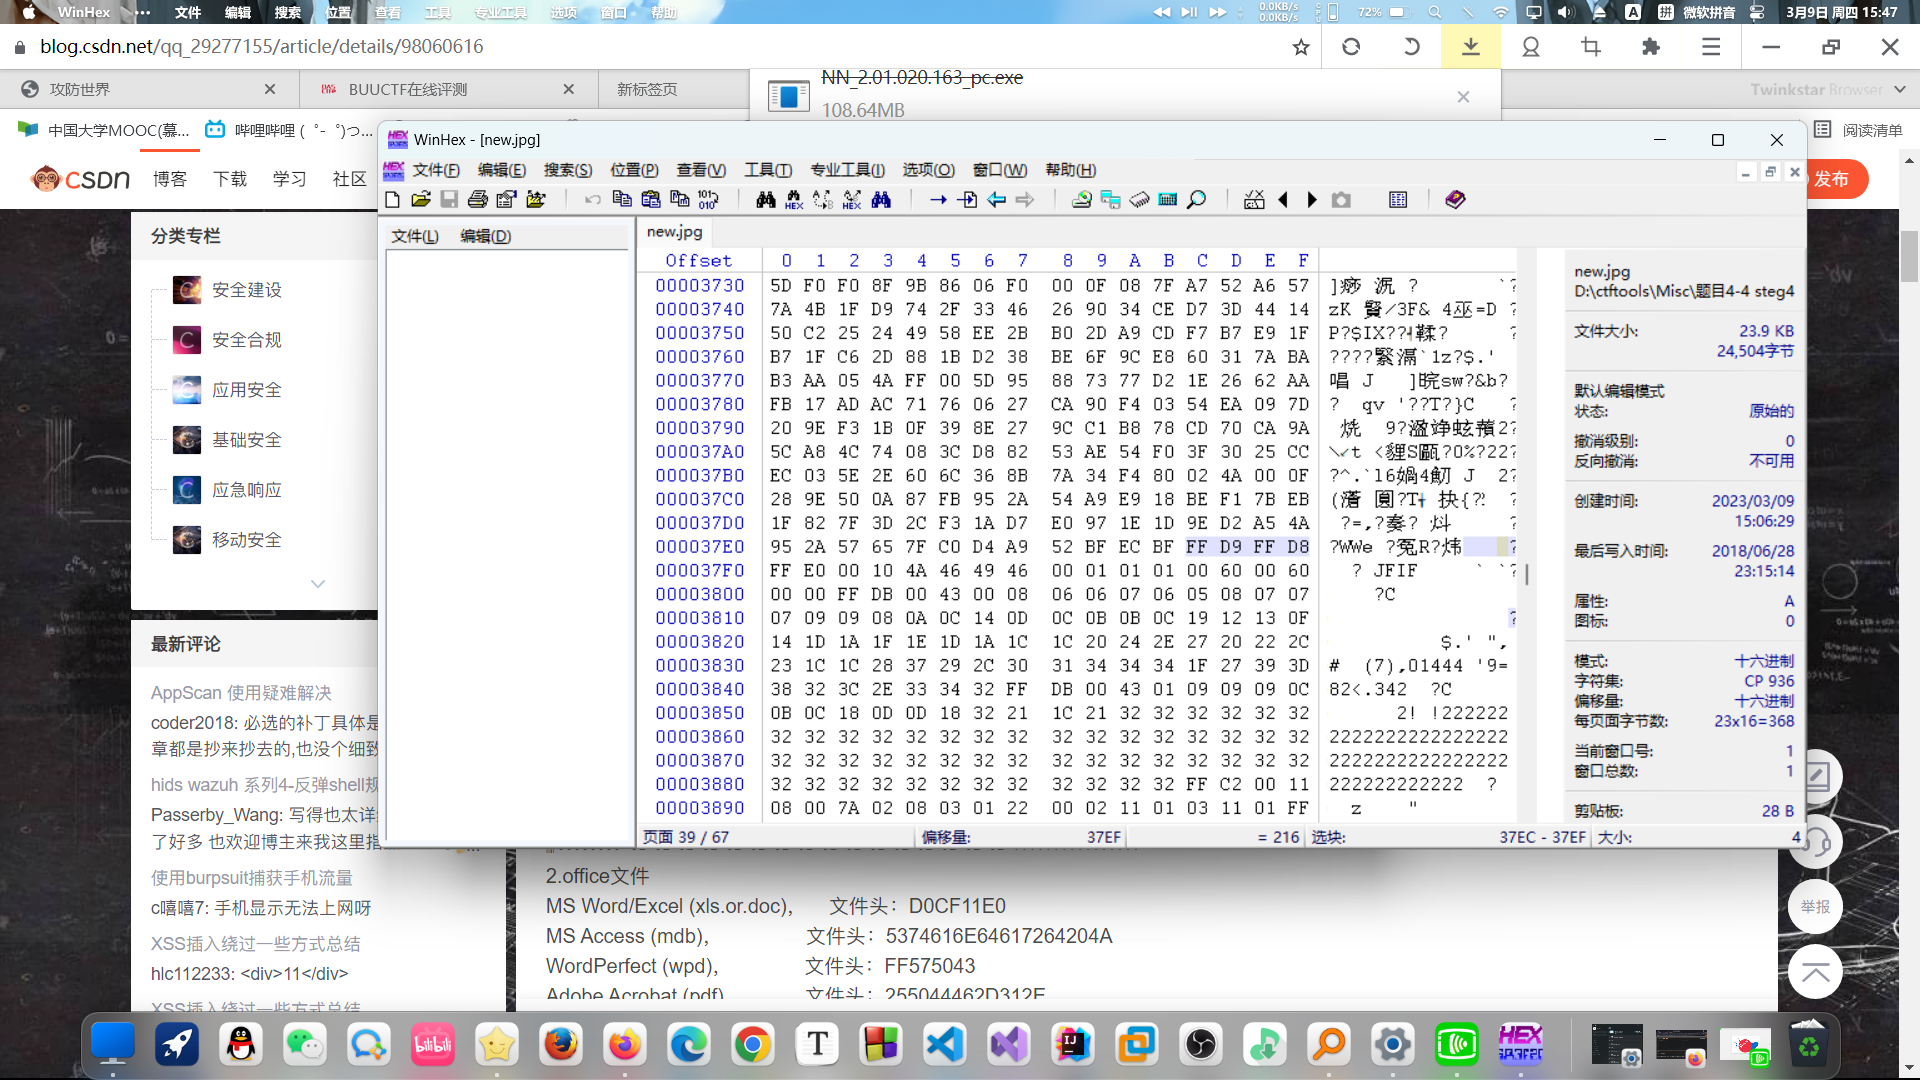 WinHex ••• 文件 编辑 搜索 位置 查看 工具 专业工具 选项 窗口 帮助 0.0KB/s 0.0KB/s 72% A 拼 微软拼音 3月9日 周四 15:47
blog.csdn.net/qq_29277155/article/details/98060616
攻防世界 BUUCTF在线评测 新标签页
NN_2.01.020.163_pc.exe
108.64MB
Twinkstar Browser
中国大学MOOC(慕... 哔哩哔哩 ( ゜- ゜)つ... 阅读清单
CSDN 博客 下载 学习 社区 发布
分类专栏
安全建设
安全合规
应用安全
基础安全
应急响应
移动安全
最新评论
AppScan 使用疑难解决
coder2018: 必选的补丁具体是
章都是抄来抄去的,也没个细致
hids wazuh 系列4-反弹shell规
Passerby_Wang: 写得也太详
了好多 也欢迎博主来我这里指
使用burpsuit捕获手机流量
c嘻嘻7: 手机显示无法上网呀
XSS插入绕过一些方式总结
hlc112233: <div>11</div>
XSS插入绕过一些方式总结
WinHex - [new.jpg]
文件(F) 编辑(E) 搜索(S) 位置(P) 查看(V) 工具(T) 专业工具(I) 选项(O) 窗口(W) 帮助(H)
文件(L) 编辑(D)
new.jpg
Offset 0 1 2 3 4 5 6 7 8 9 A B C D E F
00003730 5D F0 F0 8F 9B 86 06 F0 00 0F 08 7F A7 52 A6 57
00003740 7A 4B 1F D9 74 2F 33 46 26 90 34 CE D7 3D 44 14
00003750 50 C2 25 24 49 58 EE 2B B0 2D A9 CD F7 B7 E9 1F
00003760 B7 1F C6 2D 88 1B D2 38 BE 6F 9C E8 60 31 7A BA
00003770 B3 AA 05 4A FF 00 5D 95 88 73 77 D2 1E 26 62 AA
00003780 FB 17 AD AC 71 76 06 27 CA 90 F4 03 54 EA 09 7D
00003790 20 9E F3 1B 0F 39 8E 27 9C C1 B8 78 CD 70 CA 9A
000037A0 5C A8 4C 74 08 3C D8 82 53 AE 54 F0 3F 30 25 CC
000037B0 EC 03 5E 2E 60 6C 36 8B 7A 34 F4 80 02 4A 00 0F
000037C0 28 9E 50 0A 87 FB 95 2A 54 A9 E9 18 BE F1 7B EB
000037D0 1F 82 7F 3D 2C F3 1A D7 E0 97 1E 1D 9E D2 A5 4A
000037E0 95 2A 57 65 7F C0 D4 A9 52 BF EC BF FF D9 FF D8
000037F0 FF E0 00 10 4A 46 49 46 00 01 01 01 00 60 00 60 ? JFIF ` `?
00003800 00 00 FF DB 00 43 00 08 06 06 07 06 05 08 07 07 ?C
00003810 07 09 09 08 0A 0C 14 0D 0C 0B 0B 0C 19 12 13 0F ?
00003820 14 1D 1A 1F 1E 1D 1A 1C 1C 20 24 2E 27 20 22 2C $.' ",
00003830 23 1C 1C 28 37 29 2C 30 31 34 34 34 1F 27 39 3D # (7),01444 '9=
00003840 38 32 3C 2E 33 34 32 FF DB 00 43 01 09 09 09 0C 82<.342 ?C
00003850 0B 0C 18 0D 0D 18 32 21 1C 21 32 32 32 32 32 32 2! !222222
00003860 32 32 32 32 32 32 32 32 32 32 32 32 32 32 32 32 2222222222222222
00003870 32 32 32 32 32 32 32 32 32 32 32 32 32 32 32 32 2222222222222222
00003880 32 32 32 32 32 32 32 32 32 32 32 32 FF C2 00 11 222222222222 ?
00003890 08 00 7A 02 08 03 01 22 00 02 11 01 03 11 01 FF z "
页面 39 / 67 偏移量: 37EF = 216 选块: 37EC - 37EF 大小: 4
new.jpg
D:\ctftools\Misc\题目4-4 steg4
文件大小: 23.9 KB
24,504字节
默认编辑模式
状态: 原始的
撤消级别: 0
反向撤消: 不可用
创建时间: 2023/03/09
15:06:29
最后写入时间: 2018/06/28
23:15:14
属性: A
图标: 0
模式: 十六进制
字符集: CP 936
偏移量: 十六进制
每页面字节数: 23x16=368
当前窗口号: 1
窗口总数: 1
剪贴板: 28 B
举报
2.office文件
MS Word/Excel (xls.or.doc), 文件头：D0CF11E0
MS Access (mdb), 文件头：5374616E64617264204A
WordPerfect (wpd), 文件头：FF575043
Adobe Acrobat (pdf) 文件头：255044462D312E